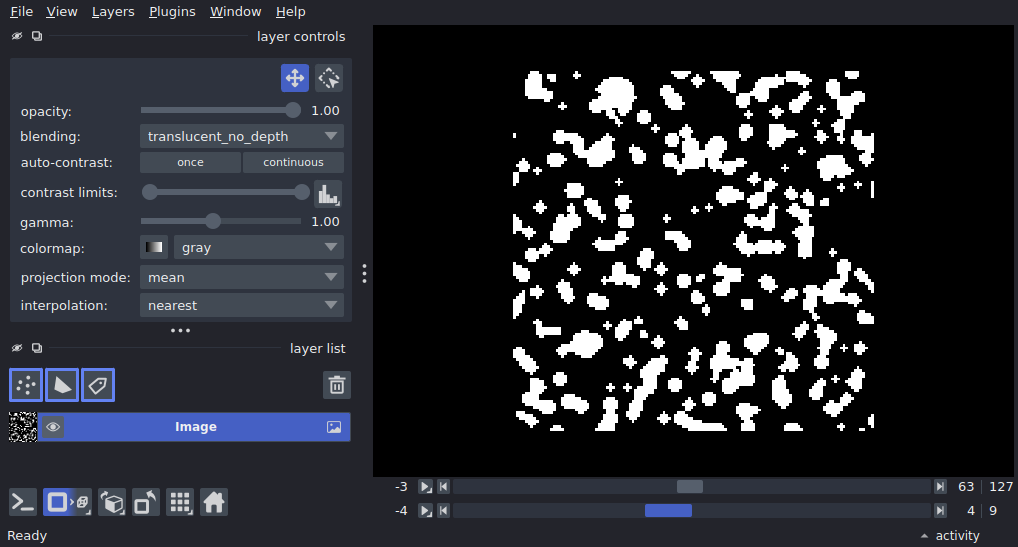 File View Layers Plugins Window Help
layer controls
opacity: 1.00
blending: translucent_no_depth
auto-contrast: once continuous
contrast limits:
gamma: 1.00
colormap: gray
projection mode: mean
interpolation: nearest
layer list
Image
-3 63 127
-4 4 9
Ready activity